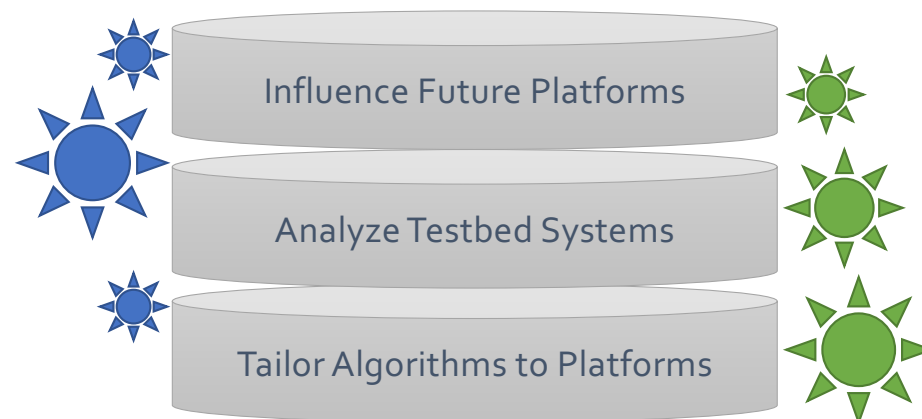 Influence Future Platforms
Analyze Testbed Systems
Tailor Algorithms to Platforms